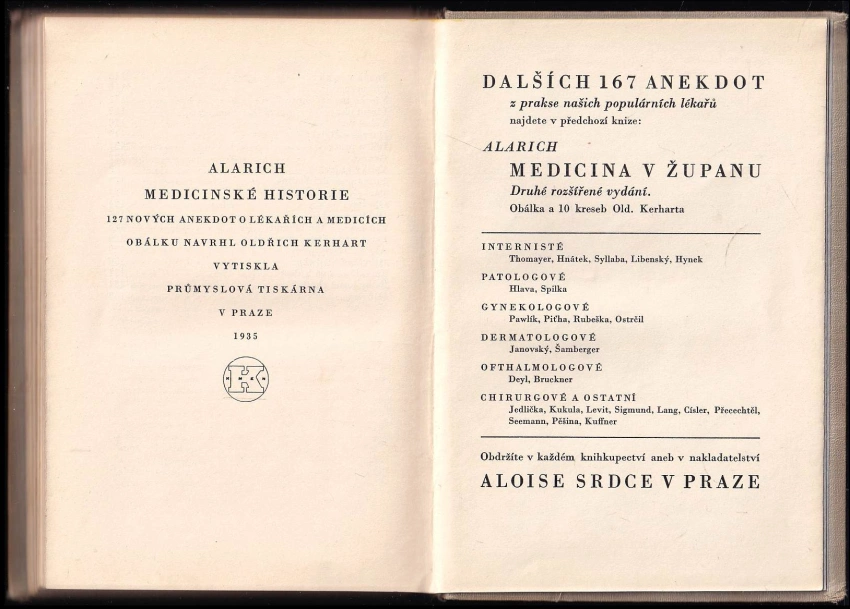 ALARICH
MEDICINSKÉ HISTORIE
127 NOVÝCH ANEKDOT O LÉKAŘÍCH A MEDICÍCH
OBÁLKU NAVRHL OLDŘICH KERHART
VYTISKLA
PRŮMYSLOVÁ TISKÁRNA
V PRAZE
1935
DALŠÍCH 167 ANEKDOT
z prakse našich populárních lékařů
najdete v předchozí knize:
ALARICH
MEDICINA V ŽUPANU
Druhé rozšířené vydání.
Obálka a 10 kreseb Old. Kerharta
INTERNISTÉ
Thomayer, Hnátek, Syllaba, Libenský, Hynek
PATOLOGOVÉ
Hlava, Spilka
GYNEKOLOGOVÉ
Pawlík, Piťha, Rubeška, Ostrčil
DERMATOLOGOVÉ
Janovský, Šamberger
OFTHALMOLOGOVÉ
Deyl, Bruckner
CHIRURGOVÉ A OSTATNÍ
Jedlička, Kukula, Levit, Sigmund, Lang, Císler, Přecechtěl,
Seemann, Pěšina, Kuffner
Obdržíte v každém knihkupectví aneb v nakladatelství
ALOISE SRDCE V PRAZE